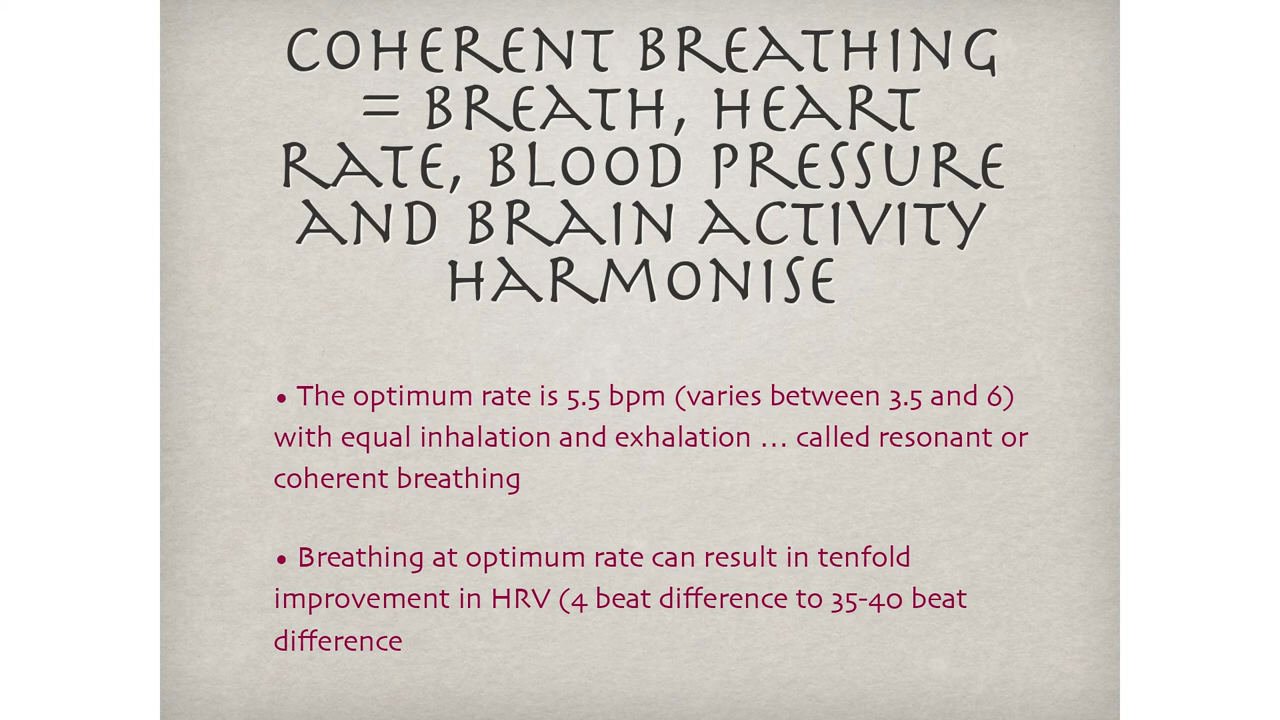 COHERENT BREATHING
= BREATH, HEART
RATE, BLOOD PRESSURE
AND BRAIN ACTIVITY
HARMONISE
• The optimum rate is 5.5 bpm (varies between 3.5 and 6)
with equal inhalation and exhalation … called resonant or
coherent breathing
• Breathing at optimum rate can result in tenfold
improvement in HRV (4 beat difference to 35-40 beat
difference